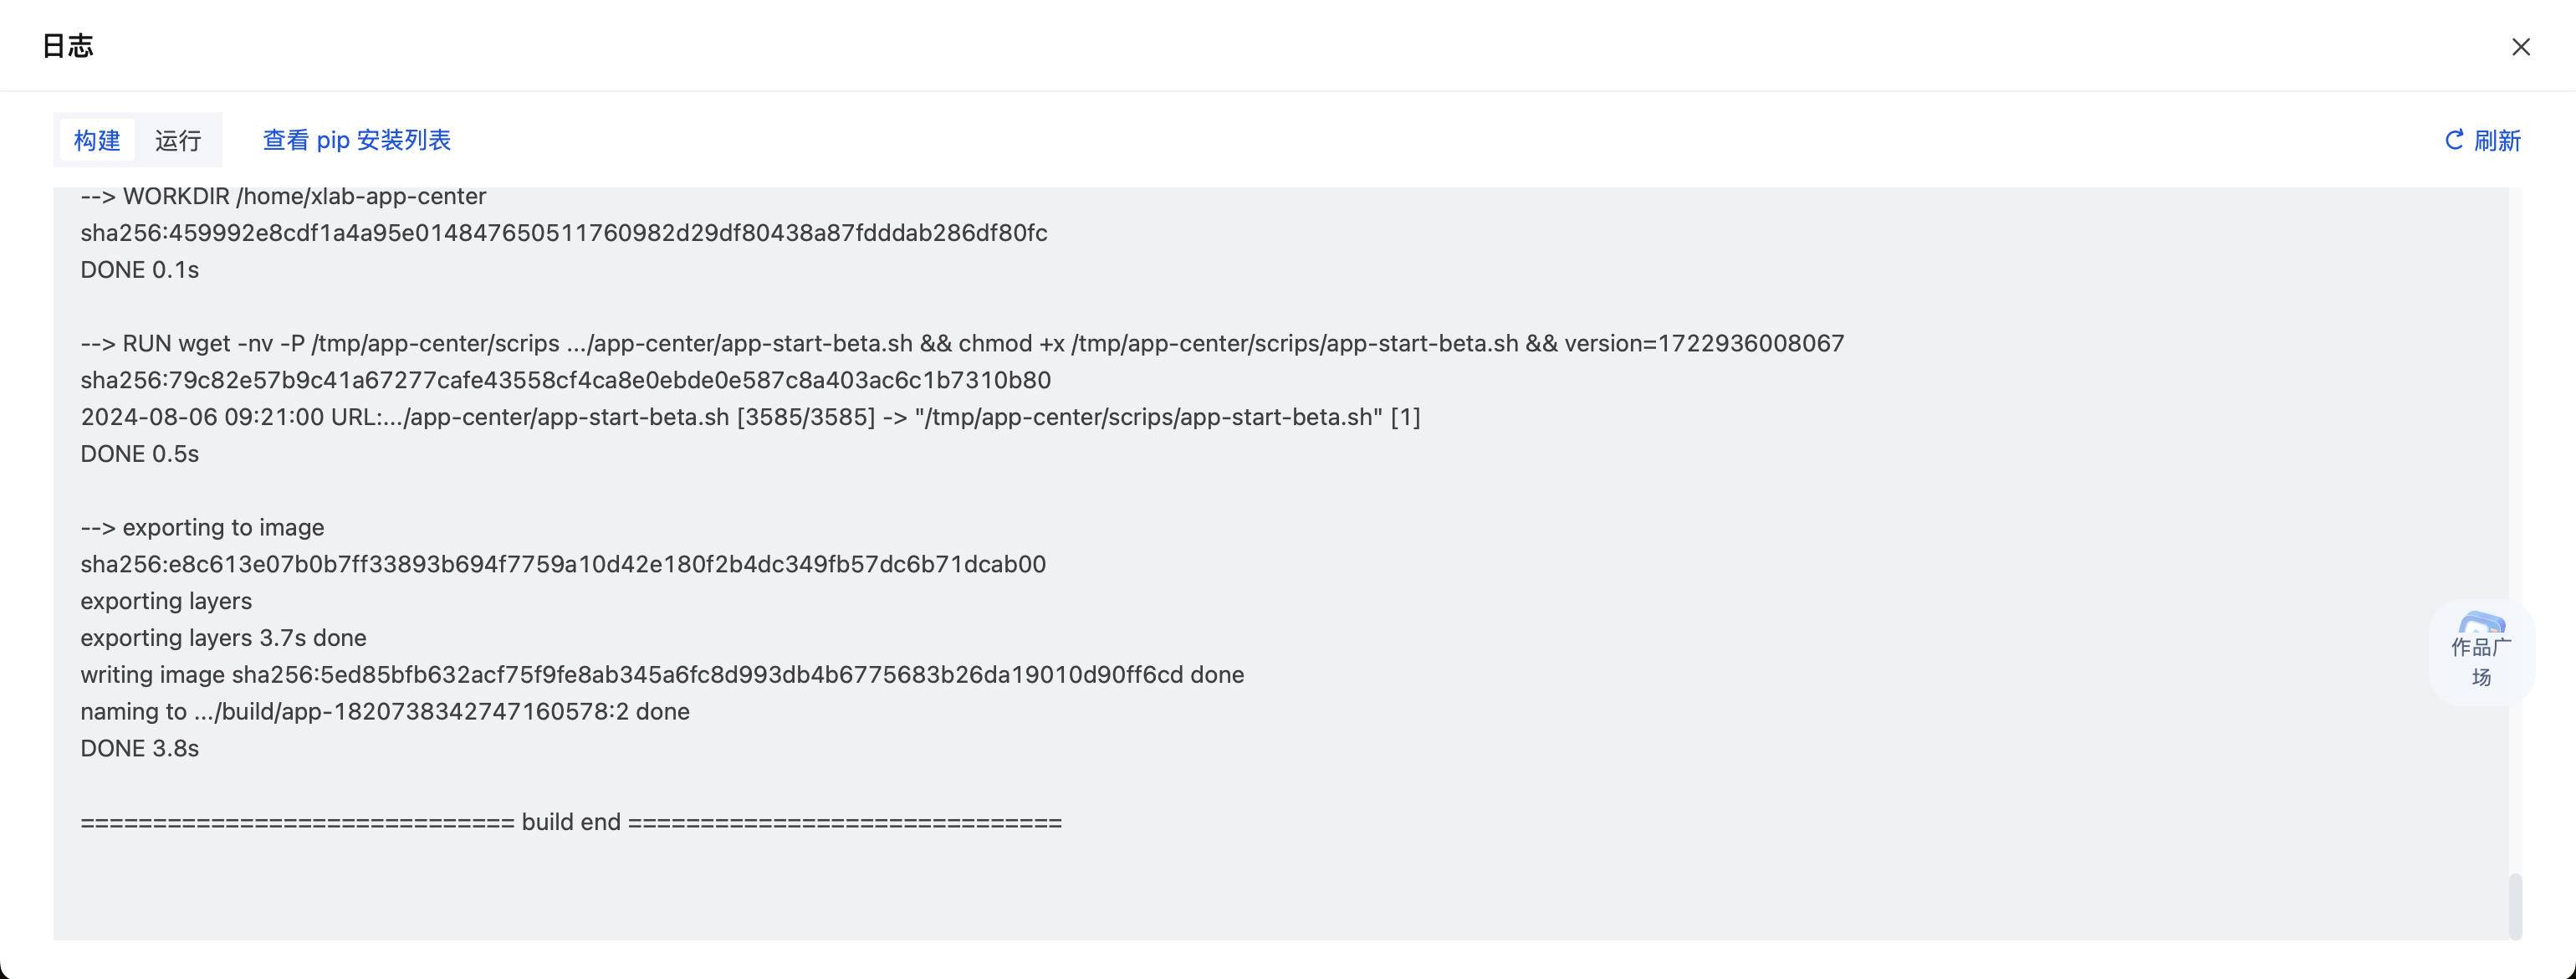 日志
构建 运行 查看 pip 安装列表 刷新
--> WORKDIR /home/xlab-app-center
sha256:459992e8cdf1a4a95e014847650511760982d29df80438a87fdddab286df80fc
DONE 0.1s
--> RUN wget -nv -P /tmp/app-center/scrips .../app-center/app-start-beta.sh && chmod +x /tmp/app-center/scrips/app-start-beta.sh && version=1722936008067
sha256:79c82e57b9c41a67277cafe43558cf4ca8e0ebde0e587c8a403ac6c1b7310b80
2024-08-06 09:21:00 URL:.../app-center/app-start-beta.sh [3585/3585] -> "/tmp/app-center/scrips/app-start-beta.sh" [1]
DONE 0.5s
--> exporting to image
sha256:e8c613e07b0b7ff33893b694f7759a10d42e180f2b4dc349fb57dc6b71dcab00
exporting layers
exporting layers 3.7s done
writing image sha256:5ed85bfb632acf75f9fe8ab345a6fc8d993db4b6775683b26da19010d90ff6cd done
naming to .../build/app-1820738342747160578:2 done
DONE 3.8s
============================== build end ==============================
作品广
场